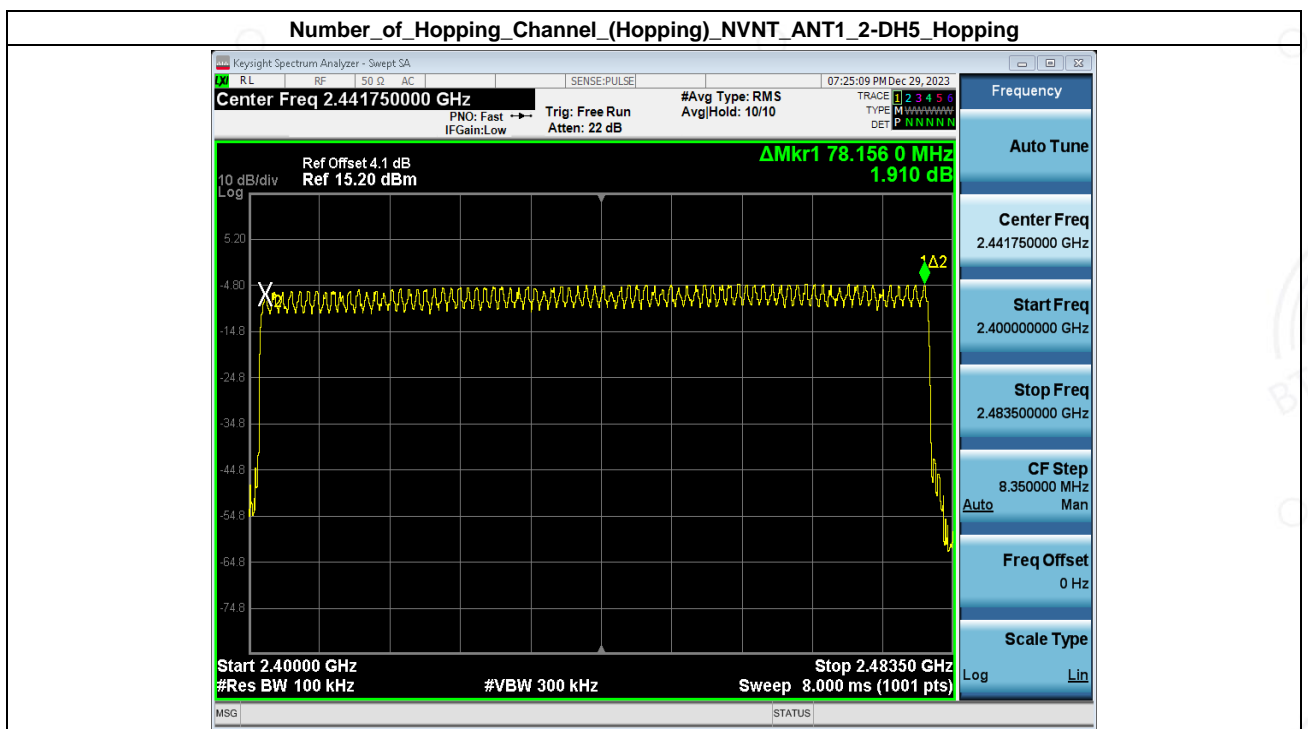 Number_of_Hopping_Channel_(Hopping)_NVNT_ANT1_2-DH5_Hopping
Keysight Spectrum Analyzer - Swept SA
LXI RL RF 50 Ω AC SENSE:PULSE 07:25:09 PM Dec 29, 2023
Center Freq 2.441750000 GHz
PNO: Fast
IFGain:Low
Trig: Free Run
Atten: 22 dB
#Avg Type: RMS
Avg|Hold: 10/10
TRACE 1 2 3 4 5 6
TYPE M WWWWW
DET P N N N N N
Frequency
ΔMkr1 78.156 0 MHz
1.910 dB
Ref Offset 4.1 dB
10 dB/div Ref 15.20 dBm
Log
5.20
-4.80
-14.8
-24.8
-34.8
-44.8
-54.8
-64.8
-74.8
1Δ2
X2
Start 2.40000 GHz Stop 2.48350 GHz
#Res BW 100 kHz #VBW 300 kHz Sweep 8.000 ms (1001 pts)
MSG STATUS
Auto Tune
Center Freq
2.441750000 GHz
Start Freq
2.400000000 GHz
Stop Freq
2.483500000 GHz
CF Step
8.350000 MHz
Auto Man
Freq Offset
0 Hz
Scale Type
Log Lin